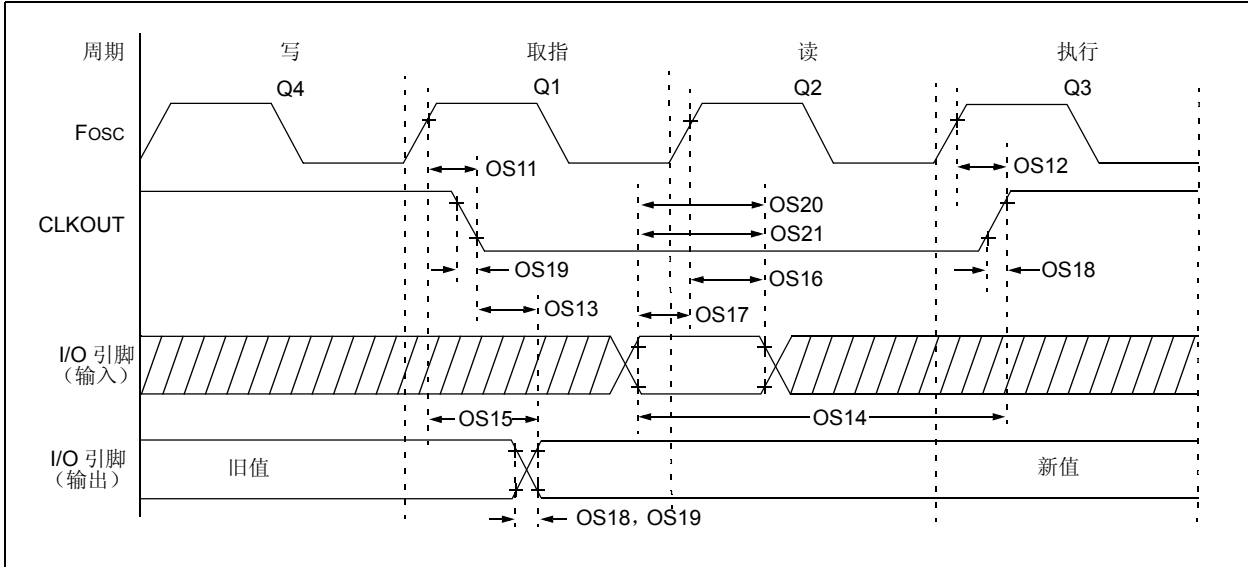 周期 写 取指 读 执行
Q4 Q1 Q2 Q3
FOSC
OS11 OS12
OS20
CLKOUT
OS21
OS19 OS16 OS18
OS13 OS17
I/O 引脚
（输入）
OS15 OS14
I/O 引脚
（输出）
旧值 新值
OS18，OS19